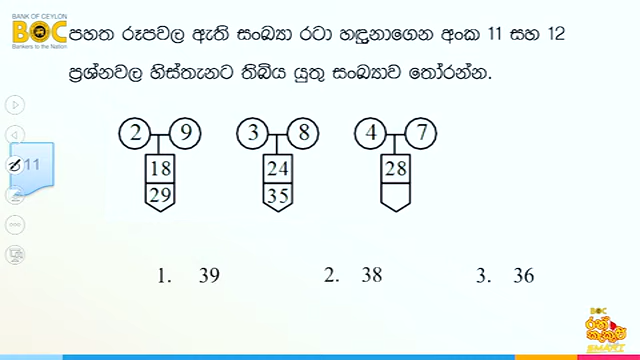 BANK OF CEYLON
BOC
Bankers to the Nation
පහත රූපවල ඇති සංඛ්‍යා රටා හඳුනාගෙන අංක 11 සහ 12
ප්‍රශ්නවල හිස්තැනට තිබිය යුතු සංඛ්‍යාව තෝරන්න.
11
2 9 3 8 4 7
18 24 28
29 35
1. 39 2. 38 3. 36
BOC
රන් කැකුළු
SMART